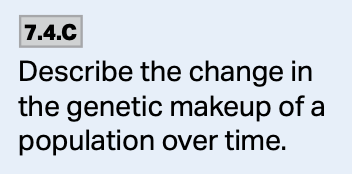 7.4.C
Describe the change in
the genetic makeup of a
population over time.